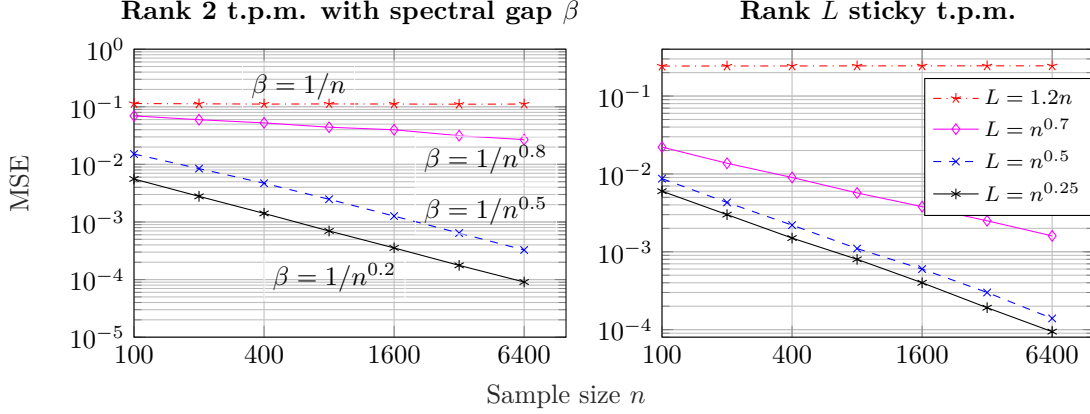 Rank 2 t.p.m. with spectral gap β
Rank L sticky t.p.m.
MSE
10^0
10^-1
10^-2
10^-3
10^-4
10^-5
β = 1/n
β = 1/n^0.8
β = 1/n^0.5
β = 1/n^0.2
100 400 1600 6400
10^-1
10^-2
10^-3
10^-4
L = 1.2n
L = n^0.7
L = n^0.5
L = n^0.25
100 400 1600 6400
Sample size n